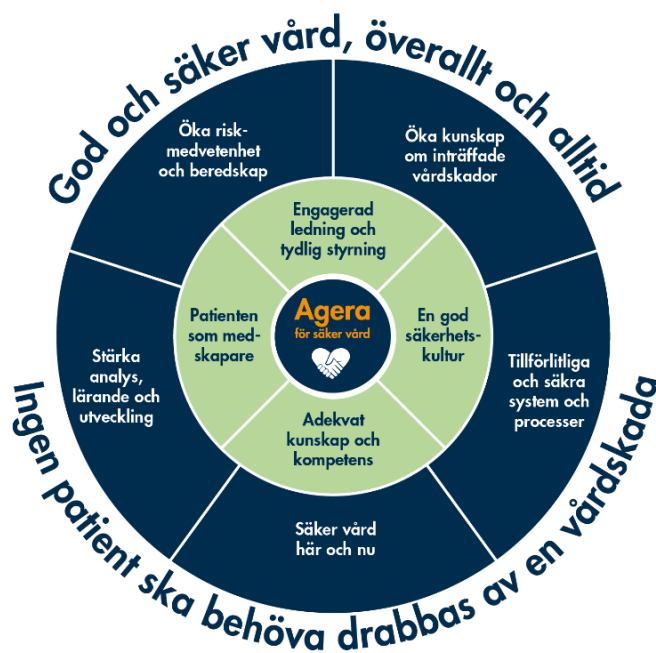 God och säker vård, överallt och alltid
Öka risk-
medvetenhet
och beredskap
Öka kunskap
om inträffade
vårdskador
Engagerad
ledning och
tydlig styrning
Patienten
som med-
skapare
Agera
för säker vård
En god
säkerhets-
kultur
Stärka
analys,
lärande och
utveckling
Tillförlitliga
och säkra
system och
processer
Adekvat
kunskap och
kompetens
Säker vård
här och nu
Ingen patient ska behöva drabbas av en vårdskada